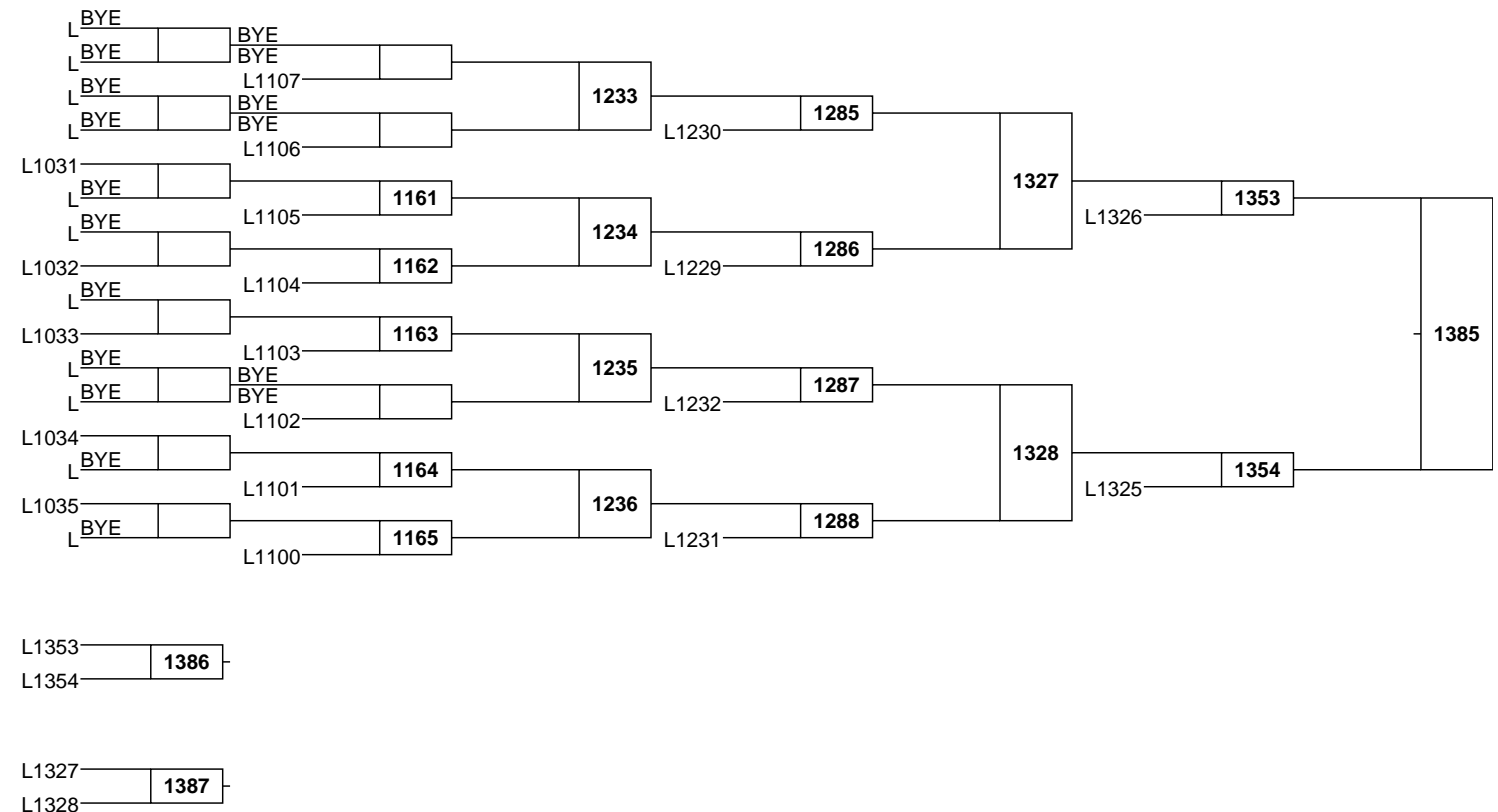 L BYE
BYE
L BYE
BYE
L1107
1233
L BYE
BYE
1285
L BYE
BYE
L1230
L1106
1327
L1031
L BYE
1161
1353
L1105
L1326
L BYE
1234
1286
L1032
1162
L1229
L1104
L BYE
1385
L1033
1163
L1103
L BYE
BYE
1235
1287
L BYE
BYE
L1232
L1102
L1034
1328
L BYE
1164
1354
L1101
L1325
L1035
1236
1288
L BYE
1165
L1231
L1100
L1353
1386
L1354
L1327
1387
L1328